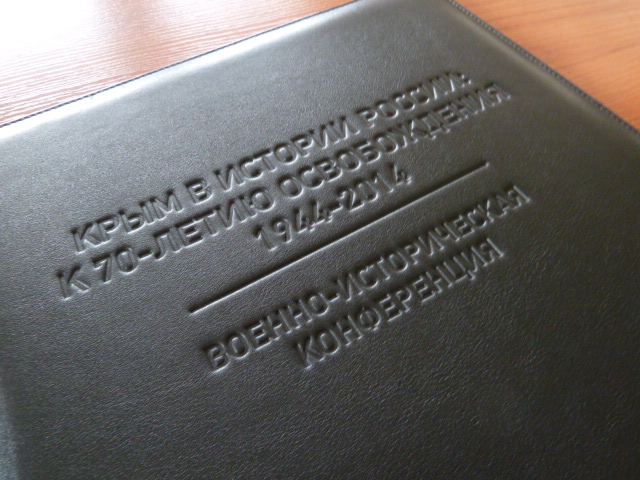 КРЫМ В ИСТОРИИ РОССИИ:
К 70-ЛЕТИЮ ОСВОБОЖДЕНИЯ
1944-2014
ВОЕННО-ИСТОРИЧЕСКАЯ
КОНФЕРЕНЦИЯ